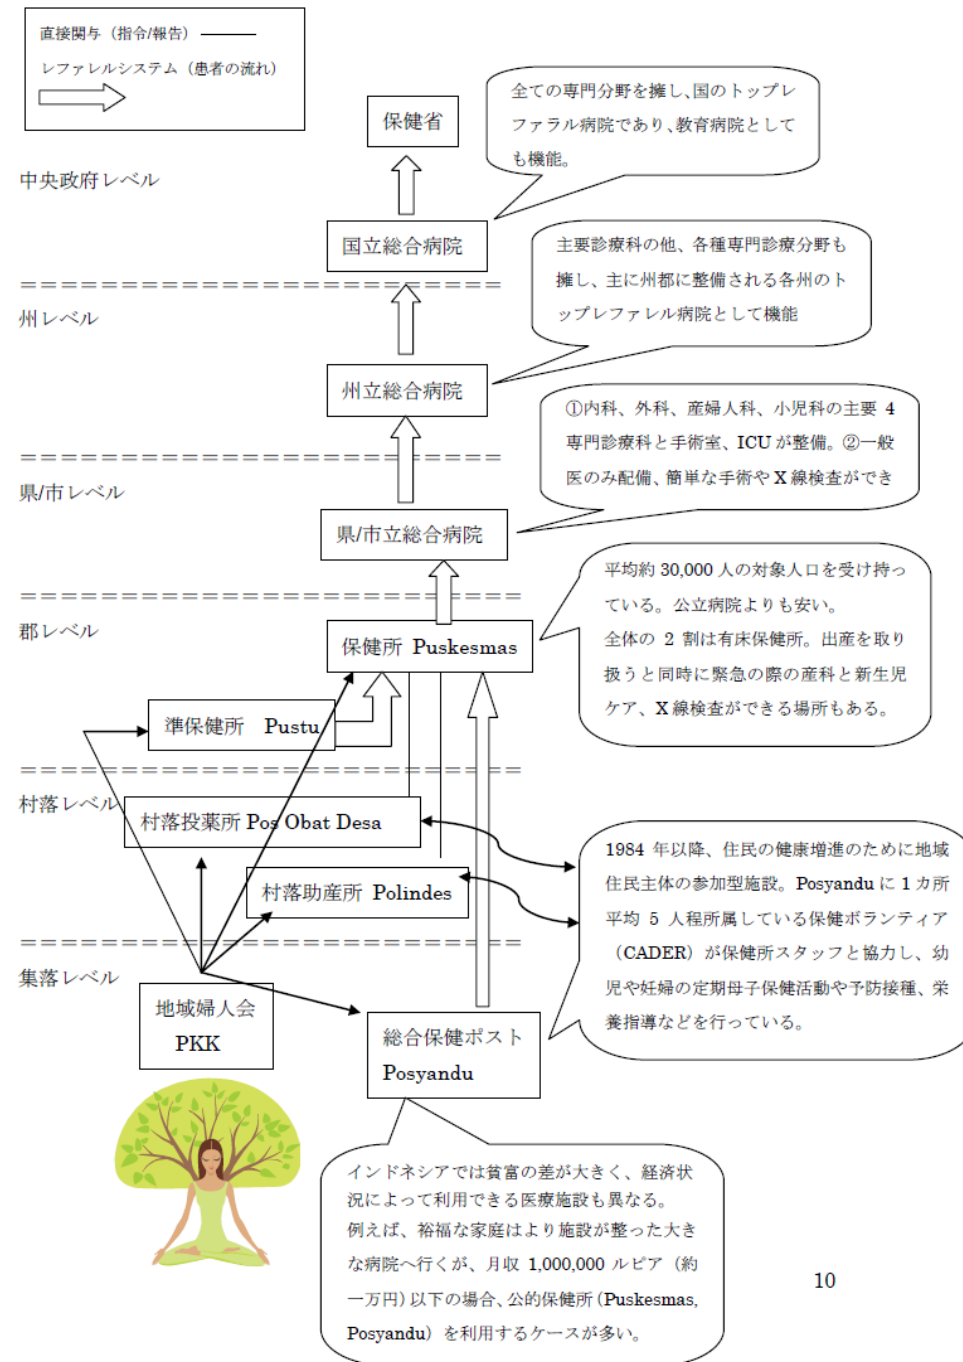 直接関与（指令/報告）
レファレルシステム（患者の流れ）
保健省
全ての専門分野を擁し、国のトップレ
ファラル病院であり、教育病院として
も機能。
中央政府レベル
国立総合病院
主要診療科の他、各種専門診療分野も
擁し、主に州都に整備される各州のト
ップレファレル病院として機能
州レベル
州立総合病院
①内科、外科、産婦人科、小児科の主要 4
専門診療科と手術室、ICU が整備。②一般
医のみ配備、簡単な手術や X 線検査ができ
県/市レベル
県/市立総合病院
平均約 30,000 人の対象人口を受け持っ
ている。公立病院よりも安い。
全体の 2 割は有床保健所。出産を取り
扱うと同時に緊急の際の産科と新生児
ケア、X 線検査ができる場所もある。
郡レベル
保健所 Puskesmas
準保健所 Pustu
村落レベル
村落投薬所 Pos Obat Desa
村落助産所 Polindes
1984 年以降、住民の健康増進のために地域
住民主体の参加型施設。Posyandu に 1 カ所
平均 5 人程所属している保健ボランティア
（CADER）が保健所スタッフと協力し、幼
児や妊婦の定期母子保健活動や予防接種、栄
養指導などを行っている。
集落レベル
地域婦人会
PKK
総合保健ポスト
Posyandu
インドネシアでは貧富の差が大きく、経済状
況によって利用できる医療施設も異なる。
例えば、裕福な家庭はより施設が整った大き
な病院へ行くが、月収 1,000,000 ルピア（約
一万円）以下の場合、公的保健所（Puskesmas,
Posyandu）を利用するケースが多い。
10